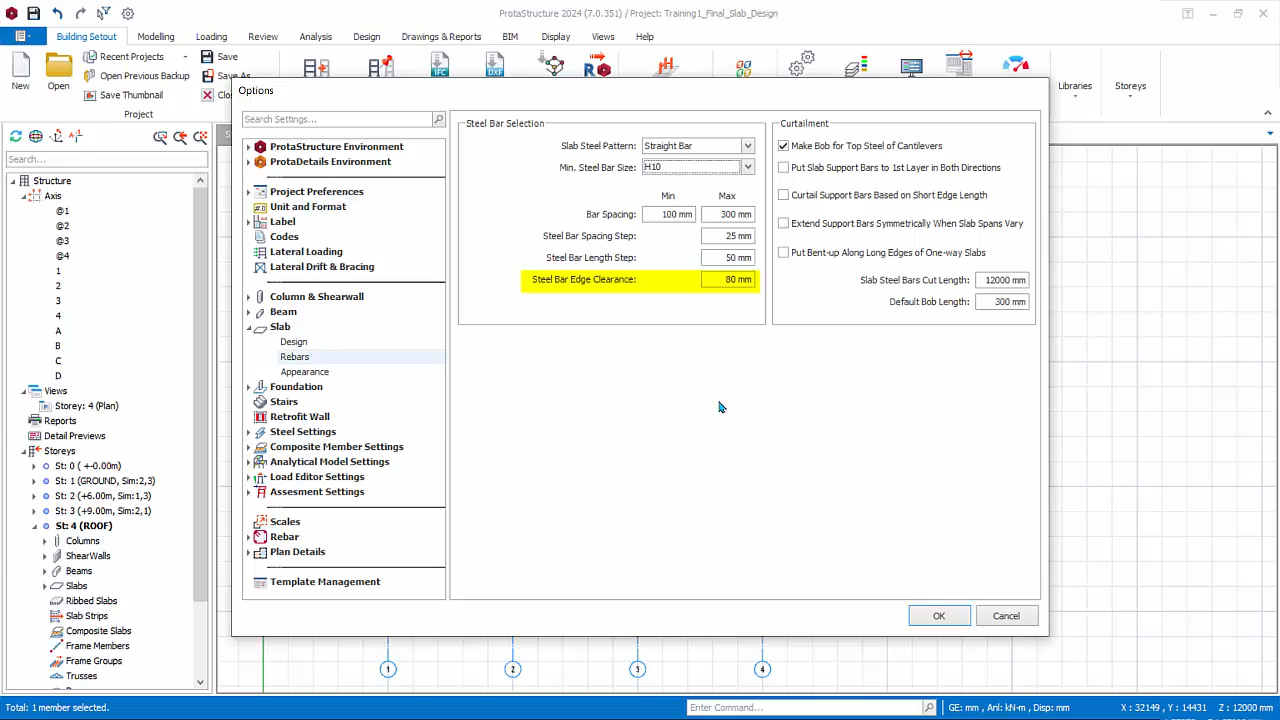 ProtaStructure 2024 (7.0.351) / Project: Training1_Final_Slab_Design
Building Setout
Modelling
Loading
Review
Analysis
Design
Drawings & Reports
BIM
Display
Views
Help
New
Open
Recent Projects
Open Previous Backup
Save Thumbnail
Save
Save As
Project
IFC
DXF
Libraries
Storeys
Search...
Structure
Axis
@1
@2
@3
@4
1
2
3
4
A
B
C
D
Views
Storey: 4 (Plan)
Reports
Detail Previews
Storeys
St: 0 ( +-0.00m)
St: 1 (GROUND, Sim:2,3)
St: 2 (+6.00m, Sim:1,3)
St: 3 (+9.00m, Sim:2,1)
St: 4 (ROOF)
Columns
ShearWalls
Beams
Slabs
Ribbed Slabs
Slab Strips
Composite Slabs
Frame Members
Frame Groups
Trusses
Options
Search Settings...
ProtaStructure Environment
ProtaDetails Environment
Project Preferences
Unit and Format
Label
Codes
Lateral Loading
Lateral Drift & Bracing
Column & Shearwall
Beam
Slab
Design
Rebars
Appearance
Foundation
Stairs
Retrofit Wall
Steel Settings
Composite Member Settings
Analytical Model Settings
Load Editor Settings
Assesment Settings
Scales
Rebar
Plan Details
Template Management
Steel Bar Selection
Slab Steel Pattern: Straight Bar
Min. Steel Bar Size: H10
Min Max
Bar Spacing: 100 mm 300 mm
Steel Bar Spacing Step: 25 mm
Steel Bar Length Step: 50 mm
Steel Bar Edge Clearance: 80 mm
Curtailment
Make Bob for Top Steel of Cantilevers
Put Slab Support Bars to 1st Layer in Both Directions
Curtail Support Bars Based on Short Edge Length
Extend Support Bars Symmetrically When Slab Spans Vary
Put Bent-up Along Long Edges of One-way Slabs
Slab Steel Bars Cut Length: 12000 mm
Default Bob Length: 300 mm
OK
Cancel
1 2 3 4
Total: 1 member selected.
Enter Command...
GE: mm , Anl: kN-m , Disp: mm
X : 32149 , Y : 14431
Z : 12000 mm